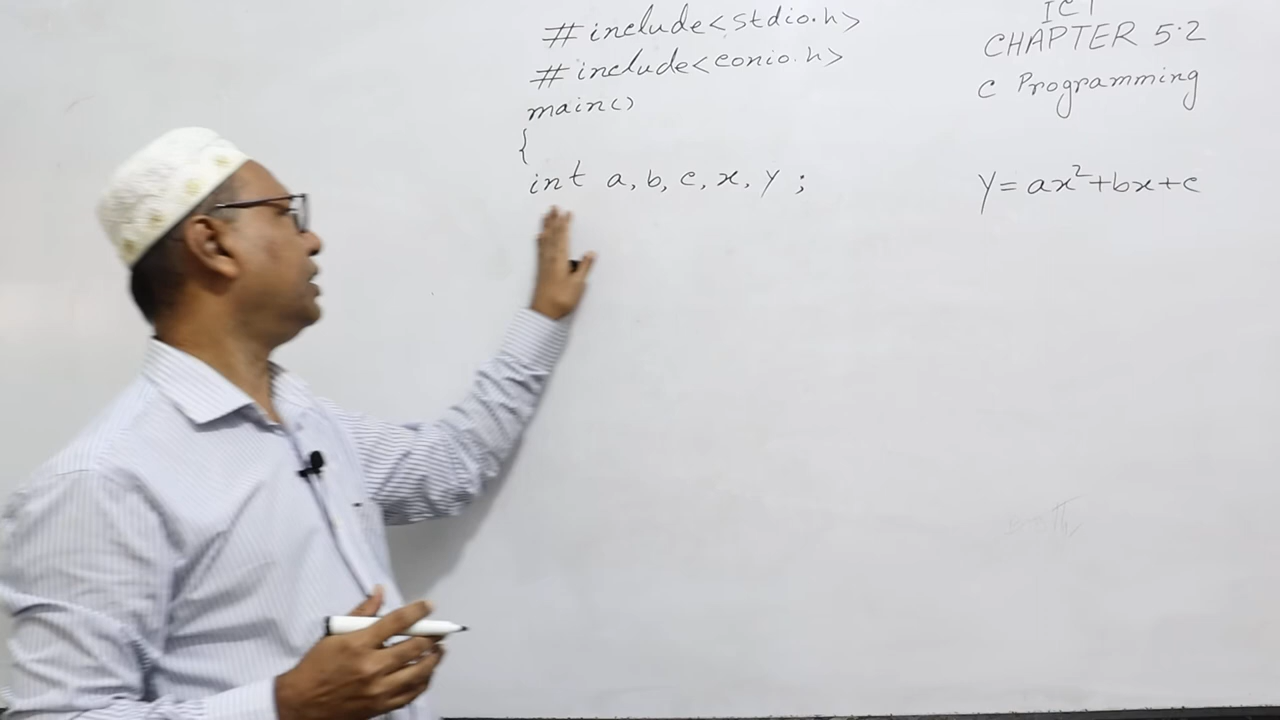 #include<stdio.h>
#include<conio.h>
main()
{
int a, b, c, x, y ;
ICT
CHAPTER 5.2
C Programming
y=ax²+bx+c